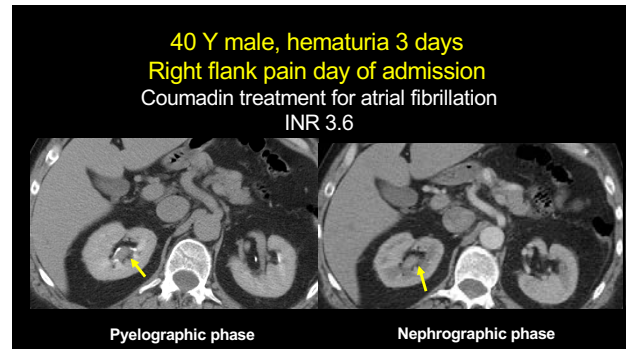 40 Y male, hematuria 3 days
Right flank pain day of admission
Coumadin treatment for atrial fibrillation
INR 3.6
Pyelographic phase
Nephrographic phase